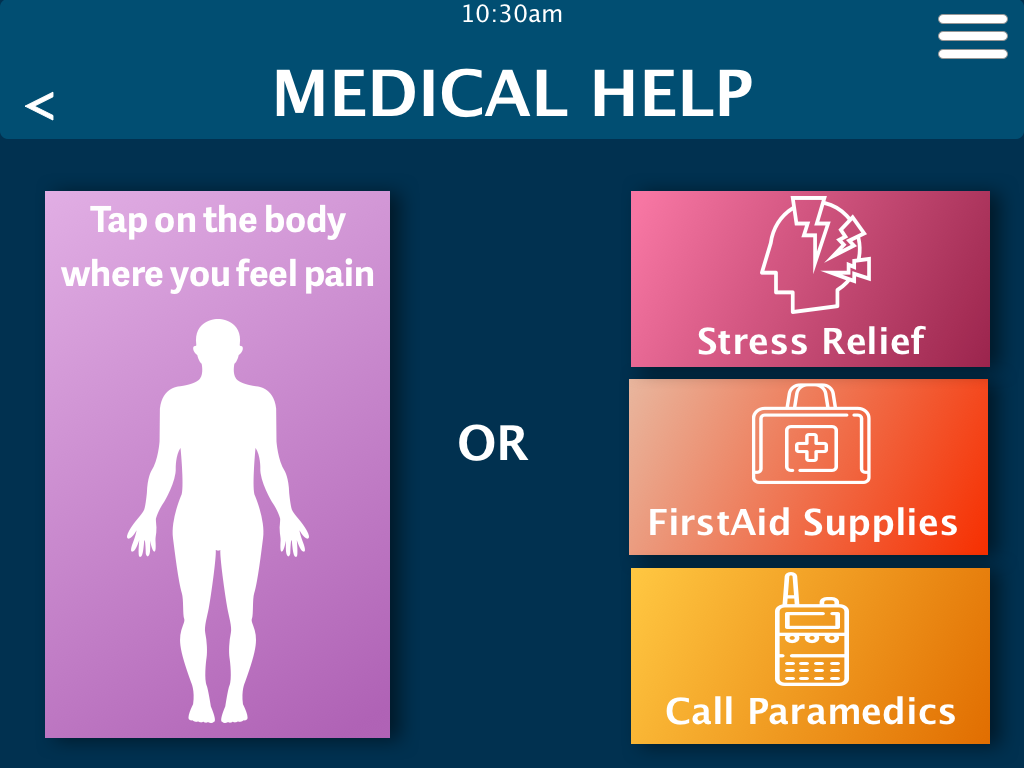 10:30am
<
MEDICAL HELP
Tap on the body
where you feel pain
OR
Stress Relief
FirstAid Supplies
Call Paramedics